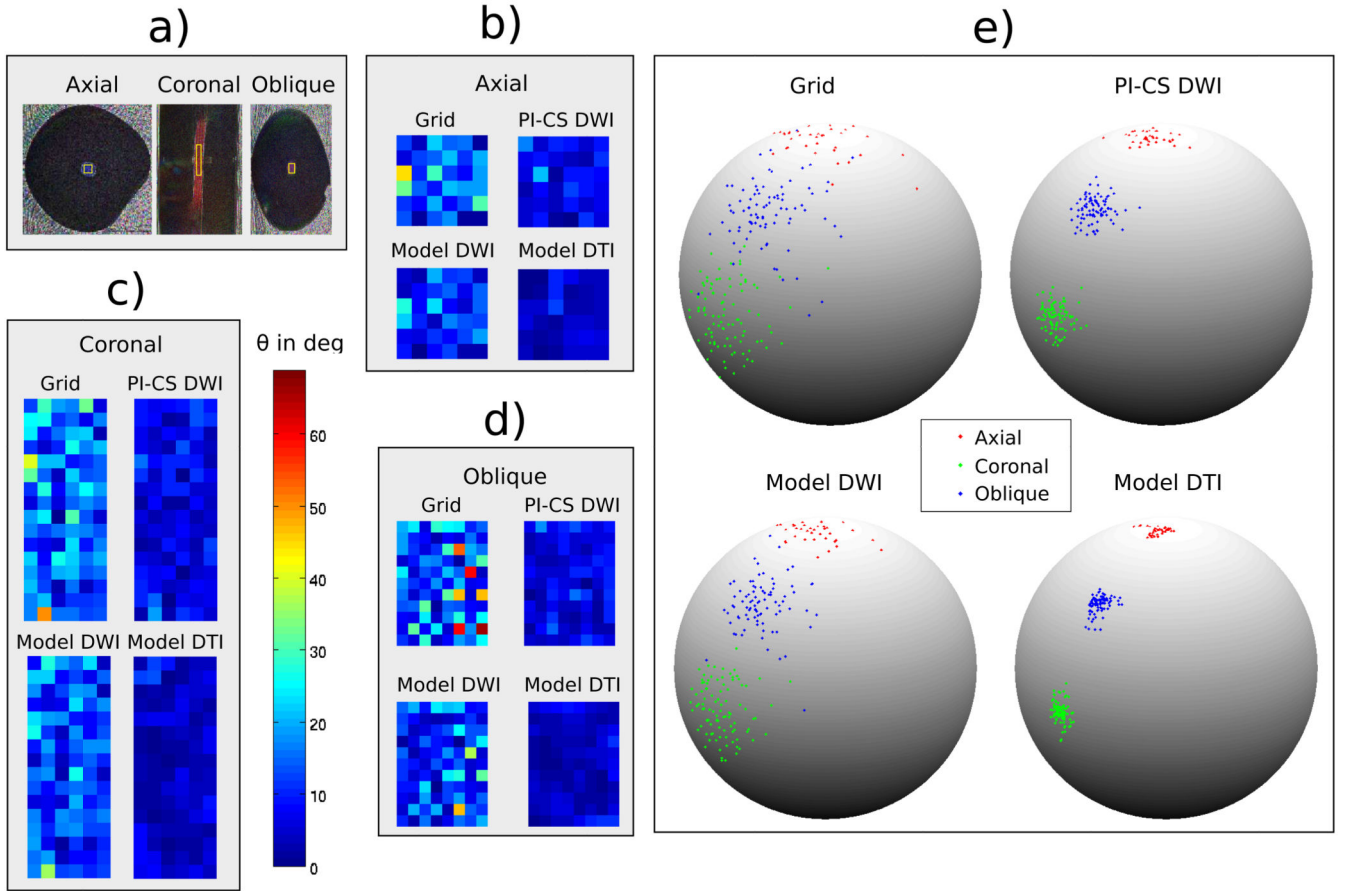 a)
Axial Coronal Oblique
b)
Axial
Grid PI-CS DWI
Model DWI Model DTI
c)
Coronal
Grid PI-CS DWI
Model DWI Model DTI
θ in deg
60
50
40
30
20
10
0
d)
Oblique
Grid PI-CS DWI
Model DWI Model DTI
e)
Grid PI-CS DWI
Axial
Coronal
Oblique
Model DWI Model DTI